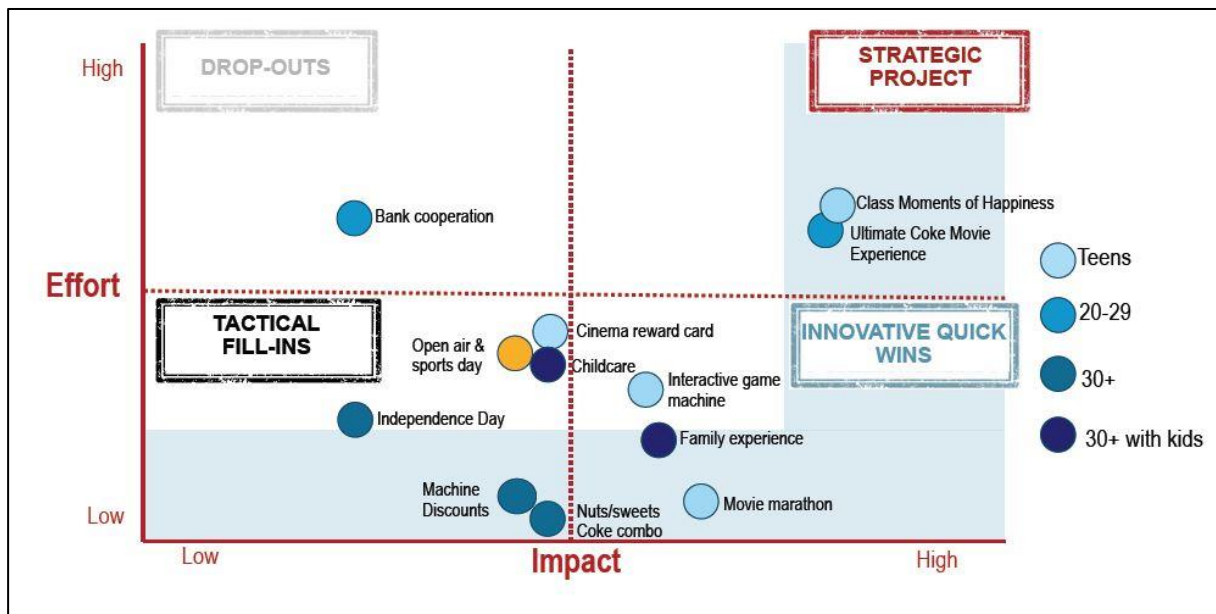 High
DROP-OUTS
STRATEGIC
PROJECT
Bank cooperation
Class Moments of Happiness
Ultimate Coke Movie
Experience
Teens
Effort
20-29
TACTICAL
FILL-INS
INNOVATIVE QUICK
WINS
Cinema reward card
Open air &
sports day
Childcare
Interactive game
machine
30+
Independence Day
Family experience
30+ with kids
Machine
Discounts
Nuts/sweets
Coke combo
Movie marathon
Low
Low
Impact
High